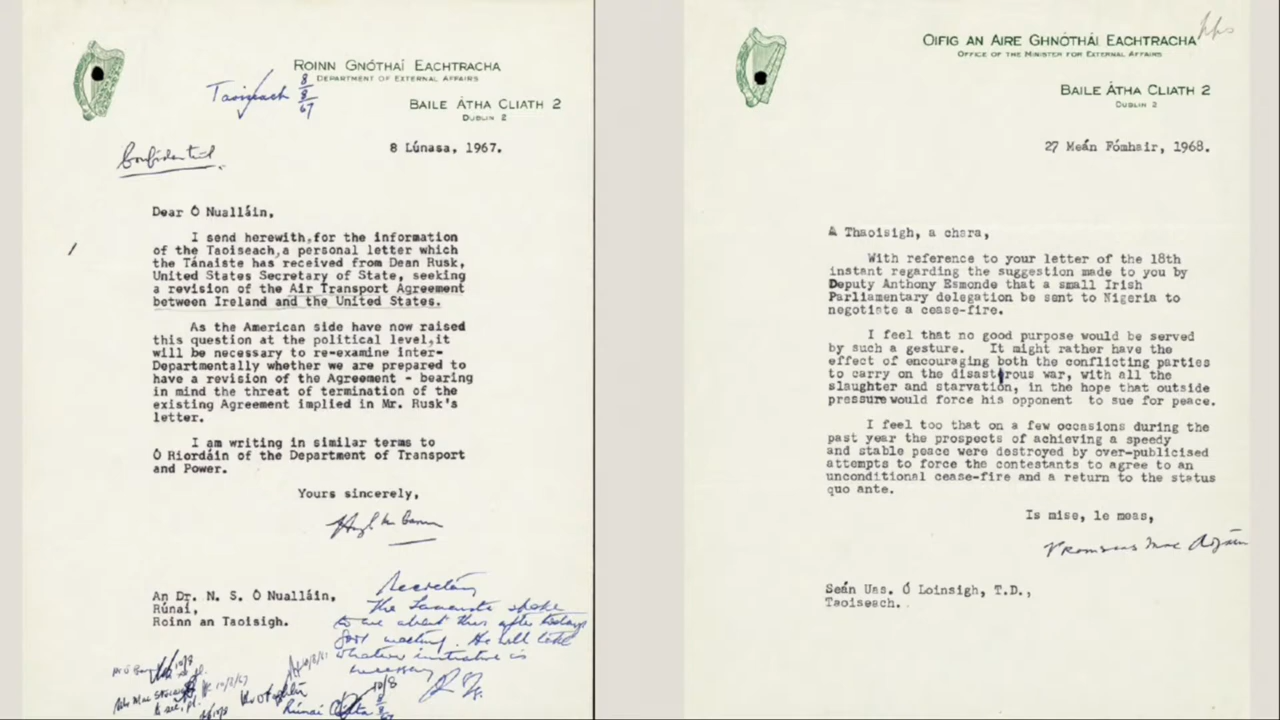 ROINN GNÓTHAÍ EACHTRACHA
DEPARTMENT OF EXTERNAL AFFAIRS
Taoiseach 8/8/67
BAILE ÁTHA CLIATH 2
DUBLIN 2
8 Lúnasa, 1967.
Confidential.
Dear Ó Nualláin,
I send herewith, for the information
of the Taoiseach, a personal letter which
the Tánaiste has received from Dean Rusk,
United States Secretary of State, seeking
a revision of the Air Transport Agreement
between Ireland and the United States.
As the American side have now raised
this question at the political level, it
will be necessary to re-examine inter-
Departmentally whether we are prepared to
have a revision of the Agreement - bearing
in mind the threat of termination of the
existing Agreement implied in Mr. Rusk's
letter.
I am writing in similar terms to
Ó Riordáin of the Department of Transport
and Power.
Yours sincerely,
An Dr. N. S. Ó Nualláin,
Rúnaí,
Roinn an Taoisigh.
Secretary
The Tanaiste spoke
to me about this after todays
Govt meeting. He will take
whatever initiative is
necessary
10/8
Rúnaí
OIFIG AN AIRE GHNÓTHAÍ EACHTRACHA
OFFICE OF THE MINISTER FOR EXTERNAL AFFAIRS
BAILE ÁTHA CLIATH 2
DUBLIN 2
27 Meán Fómhair, 1968.
A Thaoisigh, a chara,
With reference to your letter of the 18th
instant regarding the suggestion made to you by
Deputy Anthony Esmonde that a small Irish
Parliamentary delegation be sent to Nigeria to
negotiate a cease-fire.
I feel that no good purpose would be served
by such a gesture. It might rather have the
effect of encouraging both the conflicting parties
to carry on the disastrous war, with all the
slaughter and starvation, in the hope that outside
pressure would force his opponent to sue for peace.
I feel too that on a few occasions during the
past year the prospects of achieving a speedy
and stable peace were destroyed by over-publicised
attempts to force the contestants to agree to an
unconditional cease-fire and a return to the status
quo ante.
Is mise, le meas,
Proinsias Mac Aogáin
Seán Uas. Ó Loinsigh, T.D.,
Taoiseach.